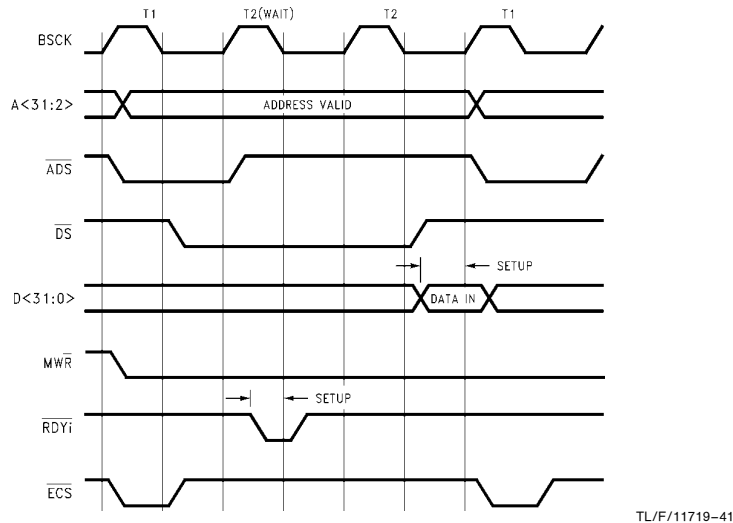 T1 T2(WAIT) T2 T1
BSCK
A<31:2> ADDRESS VALID
ADS
DS
SETUP
D<31:0> DATA IN
MWR
SETUP
RDYi
ECS
TL/F/11719–41